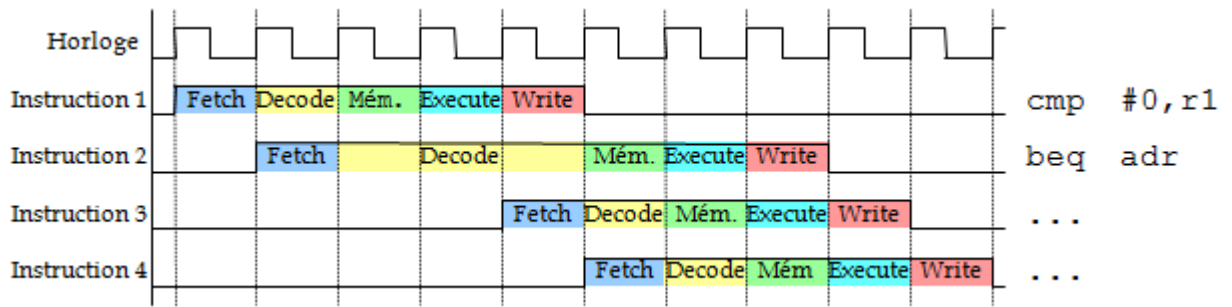 Horloge
Instruction 1 Fetch Decode Mém. Execute Write cmp #0,r1
Instruction 2 Fetch Decode Mém. Execute Write beq adr
Instruction 3 Fetch Decode Mém. Execute Write ...
Instruction 4 Fetch Decode Mém Execute Write ...